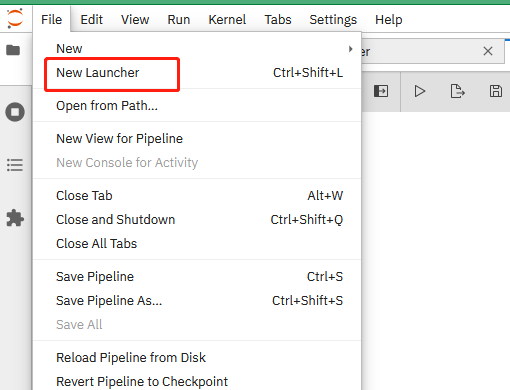 File Edit View Run Kernel Tabs Settings Help
New
New Launcher Ctrl+Shift+L
Open from Path...
New View for Pipeline
New Console for Activity
Close Tab Alt+W
Close and Shutdown Ctrl+Shift+Q
Close All Tabs
Save Pipeline Ctrl+S
Save Pipeline As... Ctrl+Shift+S
Save All
Reload Pipeline from Disk
Revert Pipeline to Checkpoint